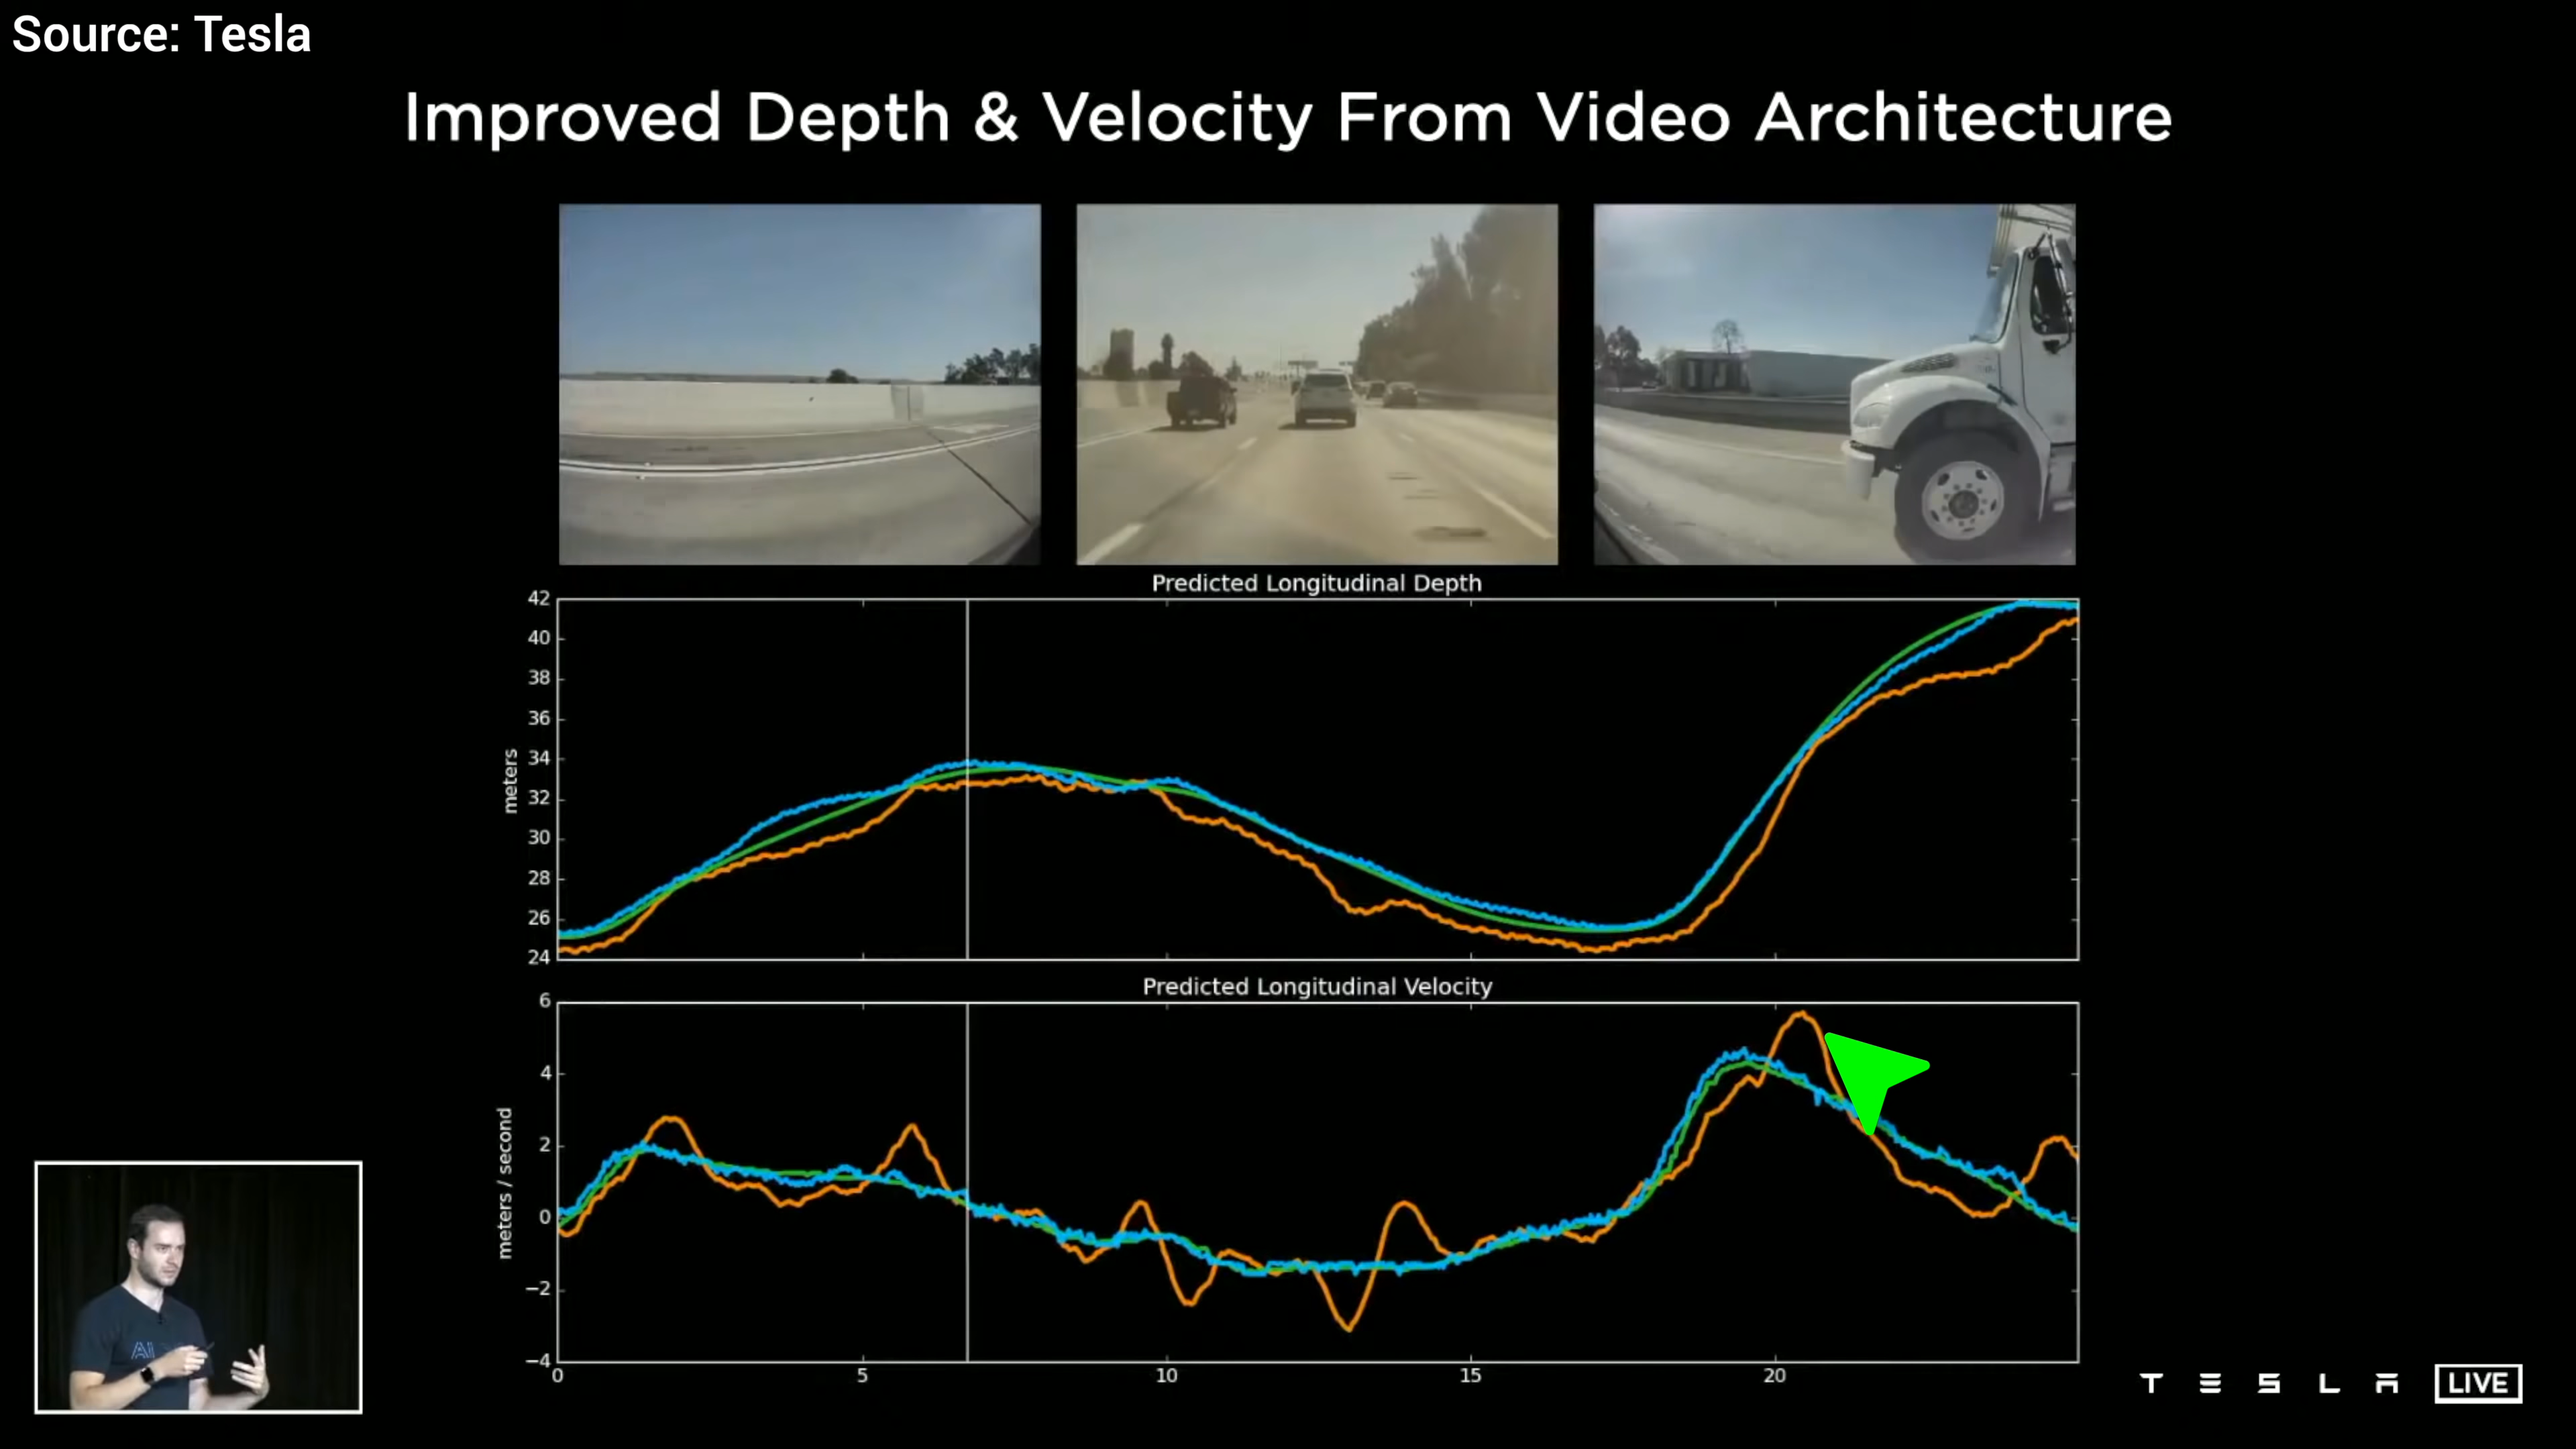 Source: Tesla
Improved Depth & Velocity From Video Architecture
Predicted Longitudinal Depth
42
40
38
36
34
32
30
28
26
24
meters
Predicted Longitudinal Velocity
6
4
2
0
−2
−4
meters / second
0 5 10 15 20
AI
TESLA LIVE